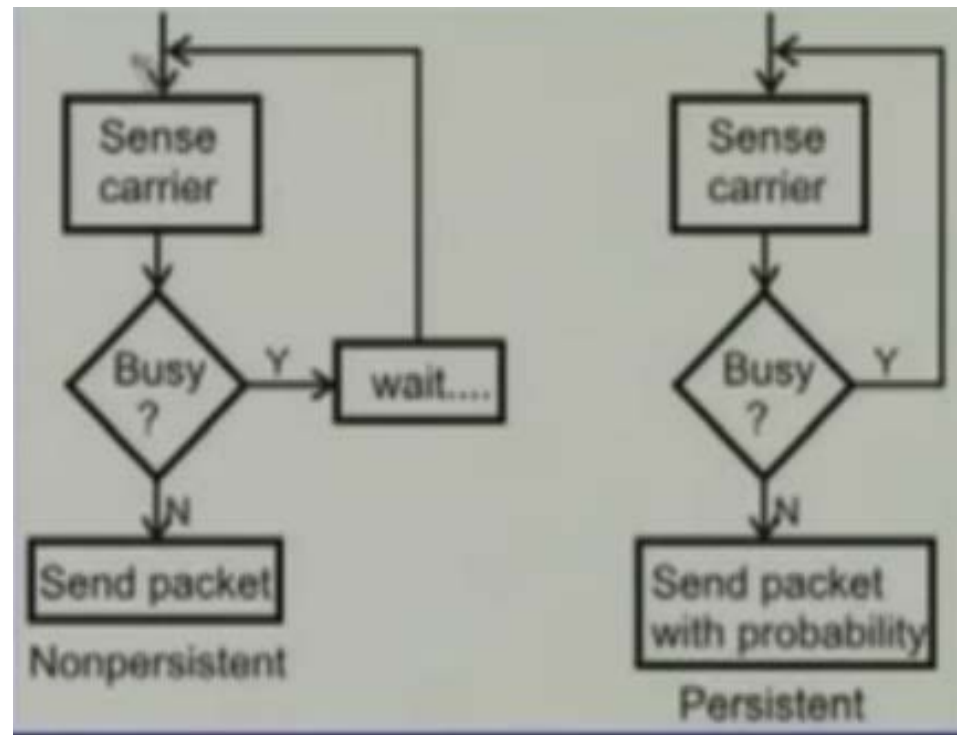 Sense
carrier
Busy
?
Y
wait....
N
Send packet
Nonpersistent
Sense
carrier
Busy
?
Y
N
Send packet
with probability
Persistent